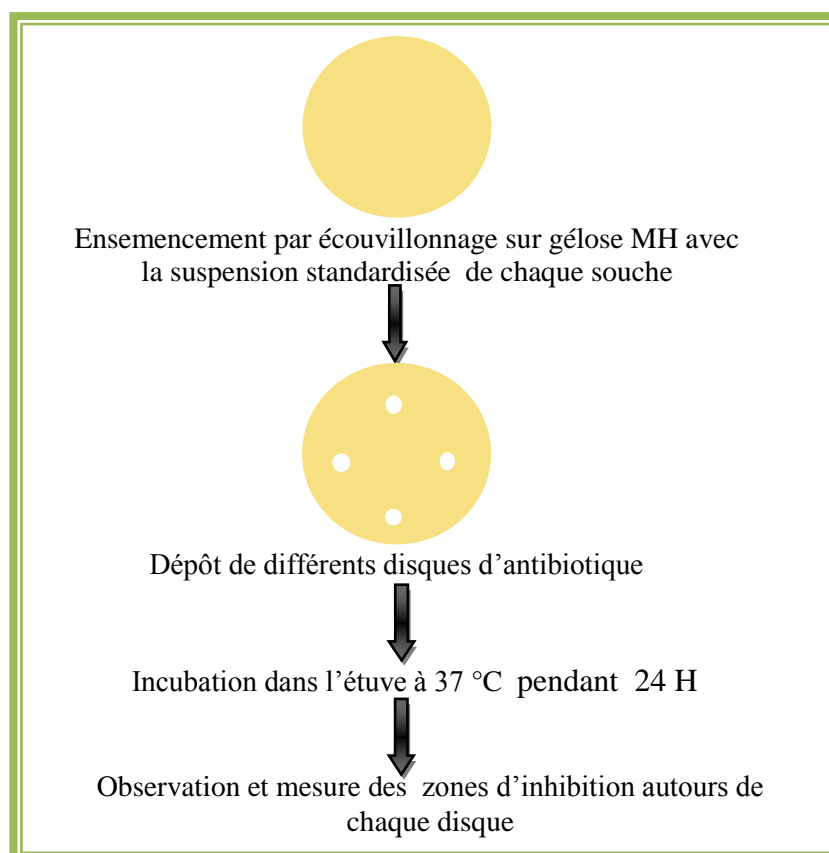 Ensemencement par écouvillonnage sur gélose MH avec
la suspension standardisée de chaque souche
Dépôt de différents disques d’antibiotique
Incubation dans l’étuve à 37 °C pendant 24 H
Observation et mesure des zones d’inhibition autours de
chaque disque